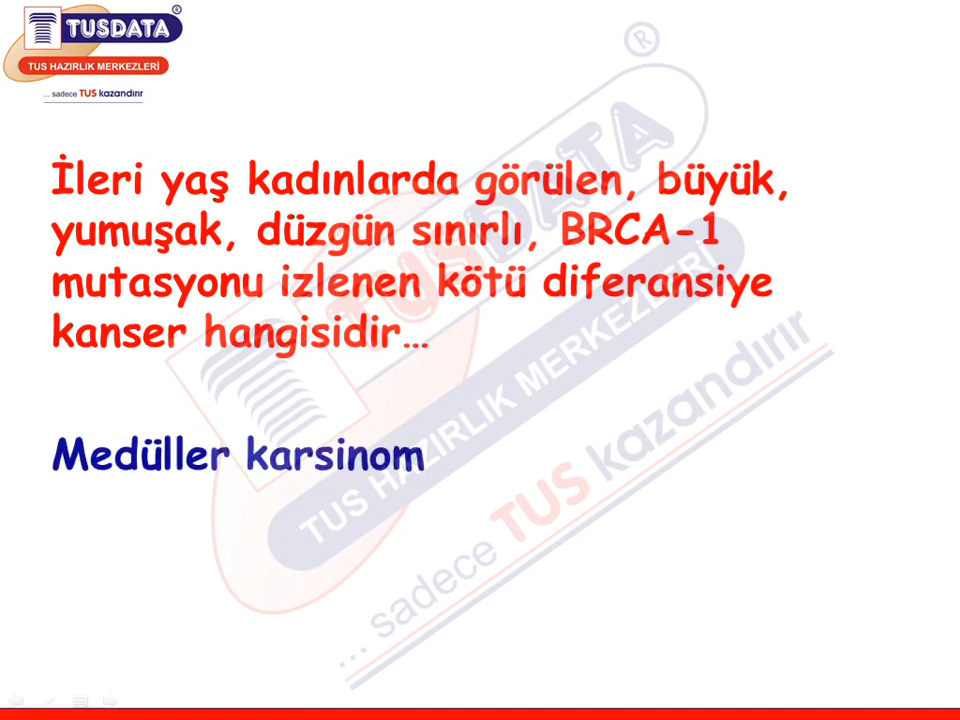 TUSDATA ®
TUS HAZIRLIK MERKEZLERİ
... sadece TUS kazandırır
İleri yaş kadınlarda görülen, büyük,
yumuşak, düzgün sınırlı, BRCA-1
mutasyonu izlenen kötü diferansiye
kanser hangisidir…
Medüller karsinom
TUSDATA ®
TUS HAZIRLIK MERKEZLERİ
... sadece TUS kazandırır